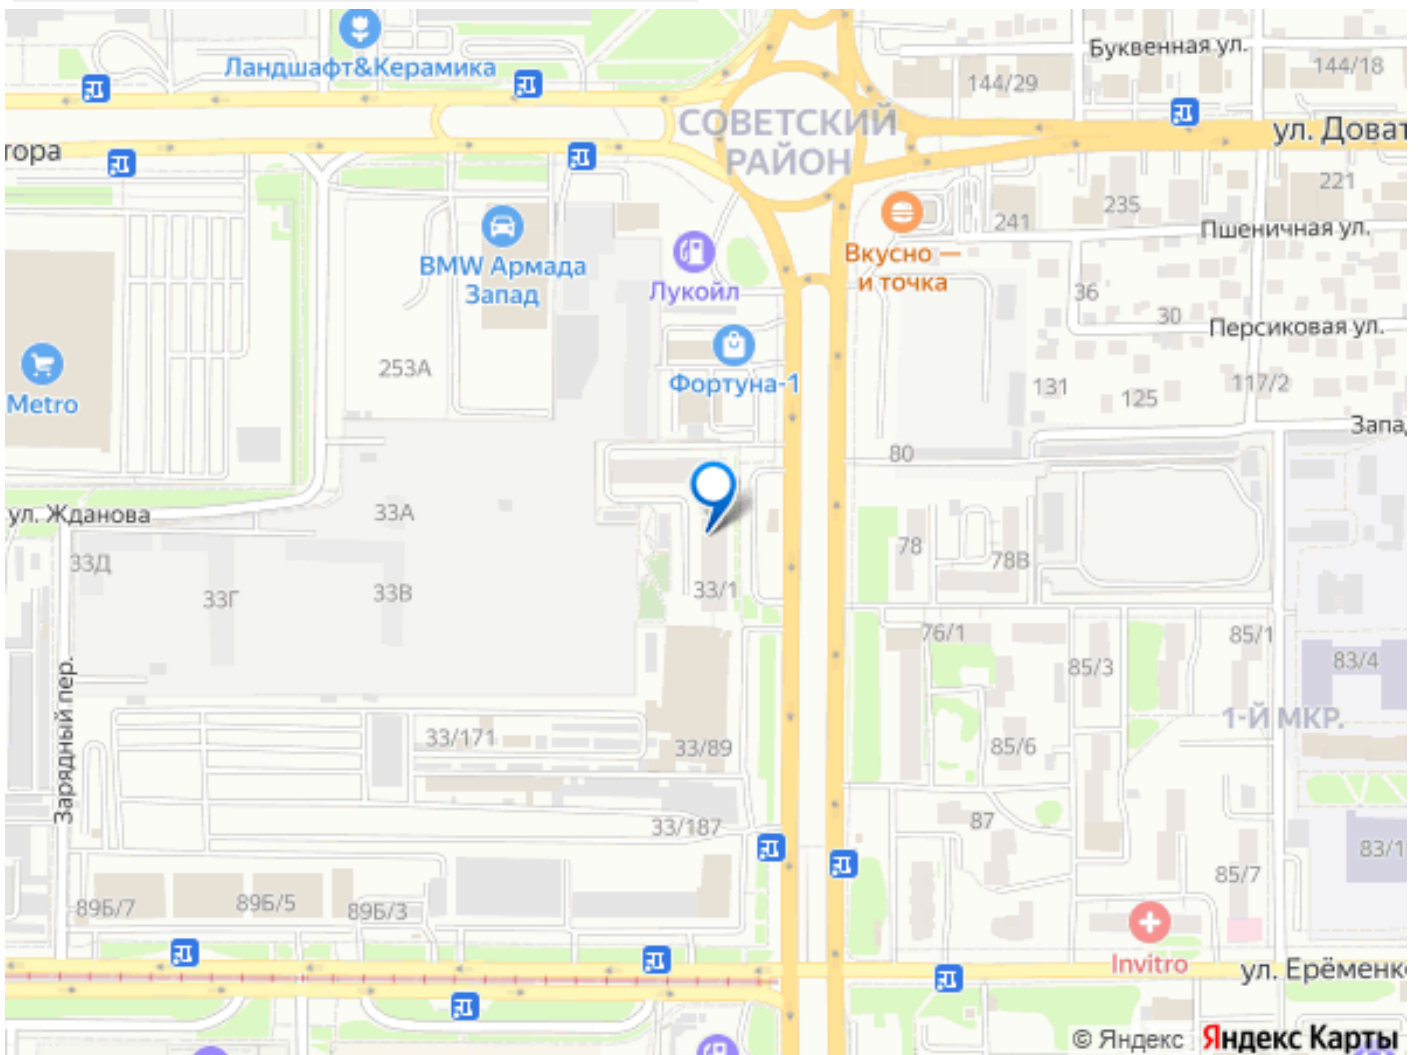 Буквенная ул.
144/18
Ландшафт&Керамика
144/29
СОВЕТСКИЙ
РАЙОН
ул. Доват
тора
221
235
241
Пшеничная ул.
BMW Армада
Запад
Лукойл
Вкусно —
и точка
36
30
Персиковая ул.
253А
Фортуна-1
131
125
117/2
Metro
Запад
80
ул. Жданова
33А
78
78В
33Д
33Г
33В
33/1
76/1
85/1
85/3
83/4
Зарядный пер.
1-Й МКР.
33/171
33/89
85/6
33/187
87
83/1
85/7
89Б/7
89Б/5
89Б/3
Invitro
ул. Ерёменко
© Яндекс
Яндекс Карты